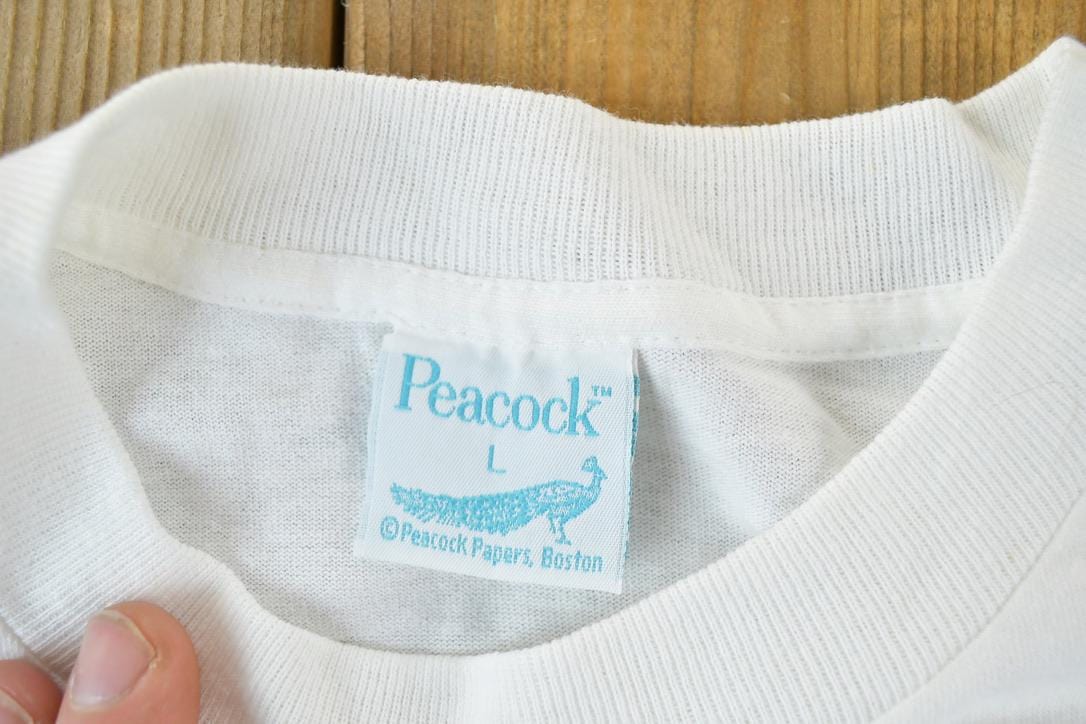 Peacock™
L
©Peacock Papers, Boston